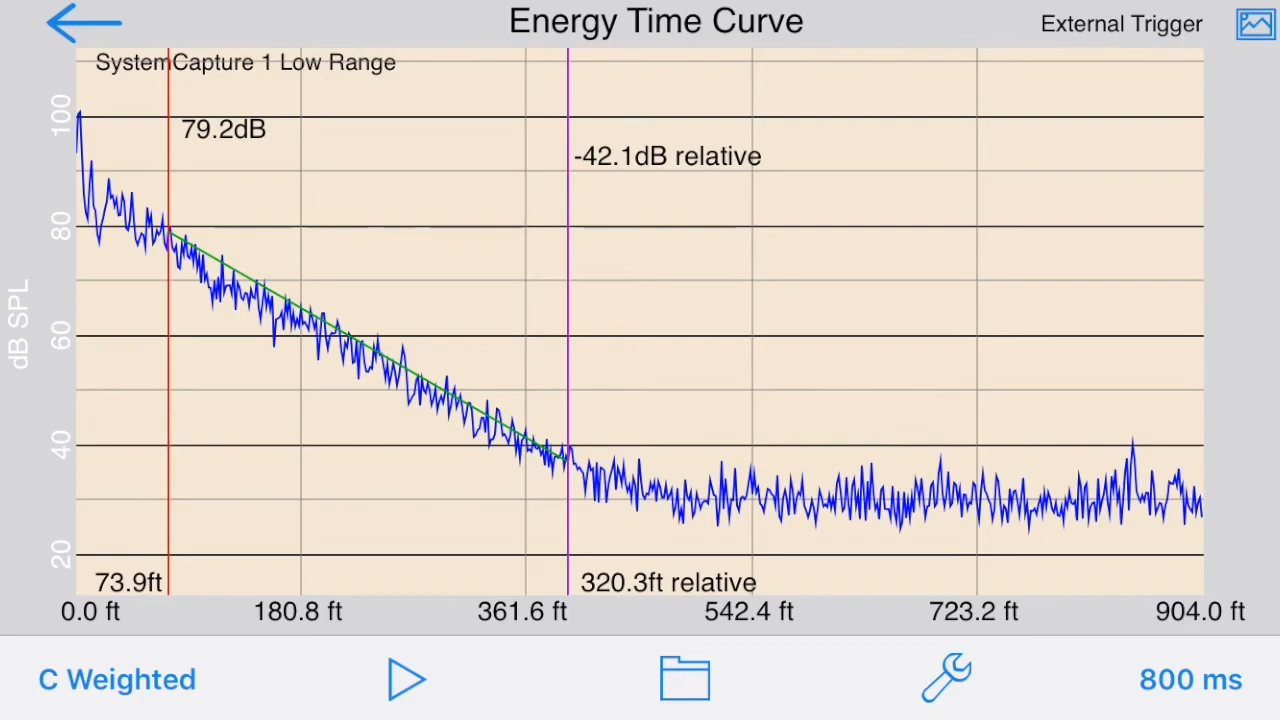 Energy Time Curve
External Trigger
SystemCapture 1 Low Range
79.2dB
-42.1dB relative
dB SPL
100
80
60
40
20
73.9ft
320.3ft relative
0.0 ft
180.8 ft
361.6 ft
542.4 ft
723.2 ft
904.0 ft
C Weighted
800 ms